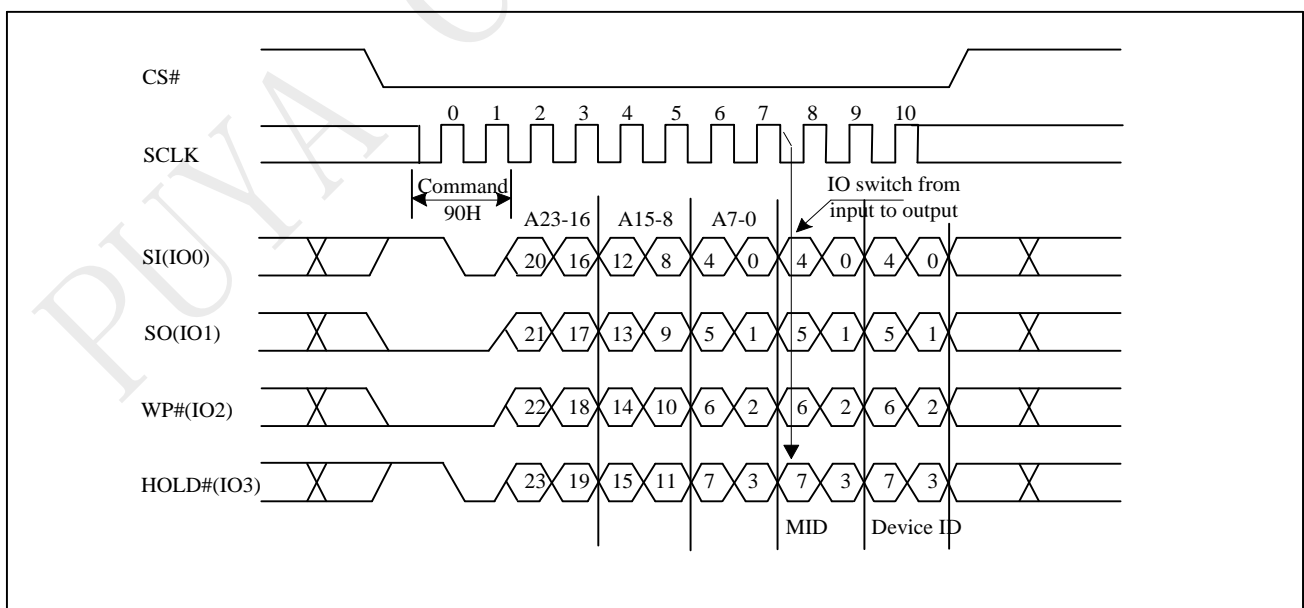 PUYA
CS#
0 1 2 3 4 5 6 7 8 9 10
SCLK
Command
90H
IO switch from
input to output
A23-16 A15-8 A7-0
SI(IO0) 20 16 12 8 4 0 4 0 4 0
SO(IO1) 21 17 13 9 5 1 5 1 5 1
WP#(IO2) 22 18 14 10 6 2 6 2 6 2
HOLD#(IO3) 23 19 15 11 7 3 7 3 7 3
MID Device ID